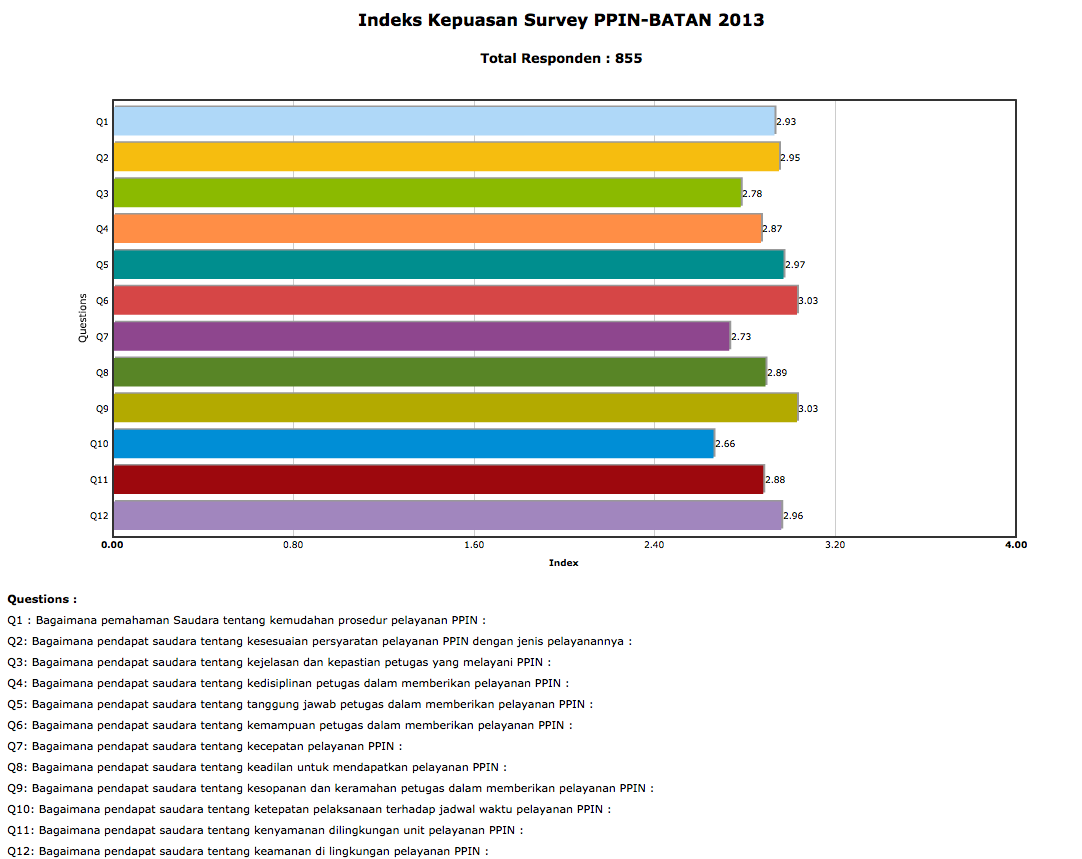 Indeks Kepuasan Survey PPIN-BATAN 2013
Total Responden : 855
Questions
Q1 2.93
Q2 2.95
Q3 2.78
Q4 2.87
Q5 2.97
Q6 3.03
Q7 2.73
Q8 2.89
Q9 3.03
Q10 2.66
Q11 2.88
Q12 2.96
0.00 0.80 1.60 2.40 3.20 4.00
Index
Questions :
Q1 : Bagaimana pemahaman Saudara tentang kemudahan prosedur pelayanan PPIN :
Q2: Bagaimana pendapat saudara tentang kesesuaian persyaratan pelayanan PPIN dengan jenis pelayanannya :
Q3: Bagaimana pendapat saudara tentang kejelasan dan kepastian petugas yang melayani PPIN :
Q4: Bagaimana pendapat saudara tentang kedisiplinan petugas dalam memberikan pelayanan PPIN :
Q5: Bagaimana pendapat saudara tentang tanggung jawab petugas dalam memberikan pelayanan PPIN :
Q6: Bagaimana pendapat saudara tentang kemampuan petugas dalam memberikan pelayanan PPIN :
Q7: Bagaimana pendapat saudara tentang kecepatan pelayanan PPIN :
Q8: Bagaimana pendapat saudara tentang keadilan untuk mendapatkan pelayanan PPIN :
Q9: Bagaimana pendapat saudara tentang kesopanan dan keramahan petugas dalam memberikan pelayanan PPIN :
Q10: Bagaimana pendapat saudara tentang ketepatan pelaksanaan terhadap jadwal waktu pelayanan PPIN :
Q11: Bagaimana pendapat saudara tentang kenyamanan dilingkungan unit pelayanan PPIN :
Q12: Bagaimana pendapat saudara tentang keamanan di lingkungan pelayanan PPIN :